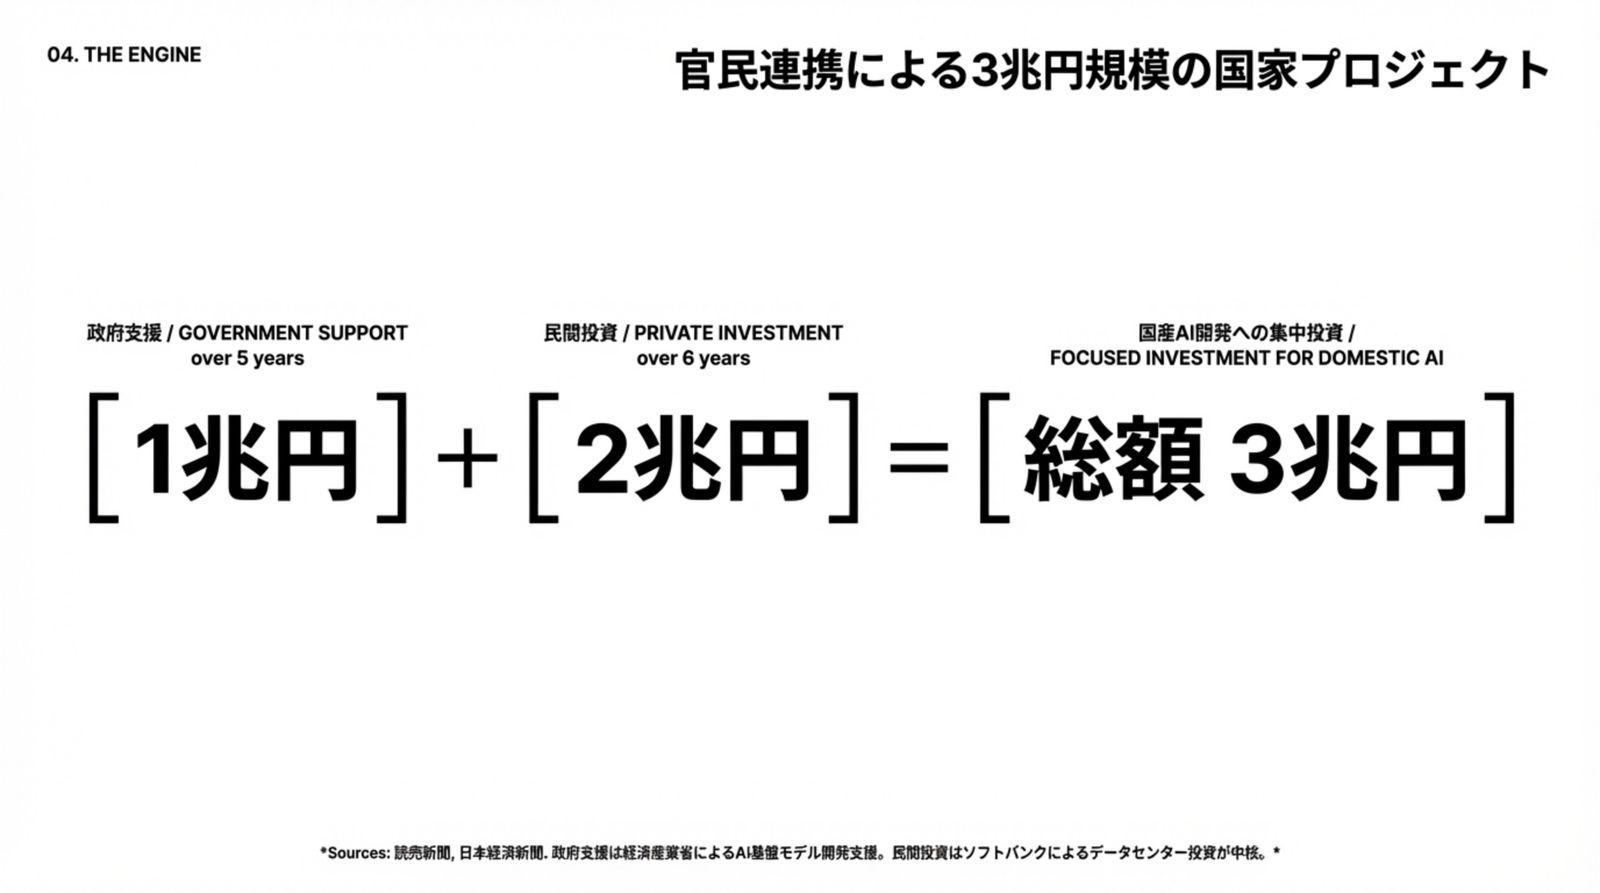 04. THE ENGINE
官民連携による3兆円規模の国家プロジェクト
政府支援 / GOVERNMENT SUPPORT
over 5 years
[1兆円]
+
民間投資 / PRIVATE INVESTMENT
over 6 years
[2兆円]
=
国産AI開発への集中投資 /
FOCUSED INVESTMENT FOR DOMESTIC AI
[総額 3兆円]
*Sources: 読売新聞, 日本経済新聞. 政府支援は経済産業省によるAI基盤モデル開発支援。民間投資はソフトバンクによるデータセンター投資が中核。*